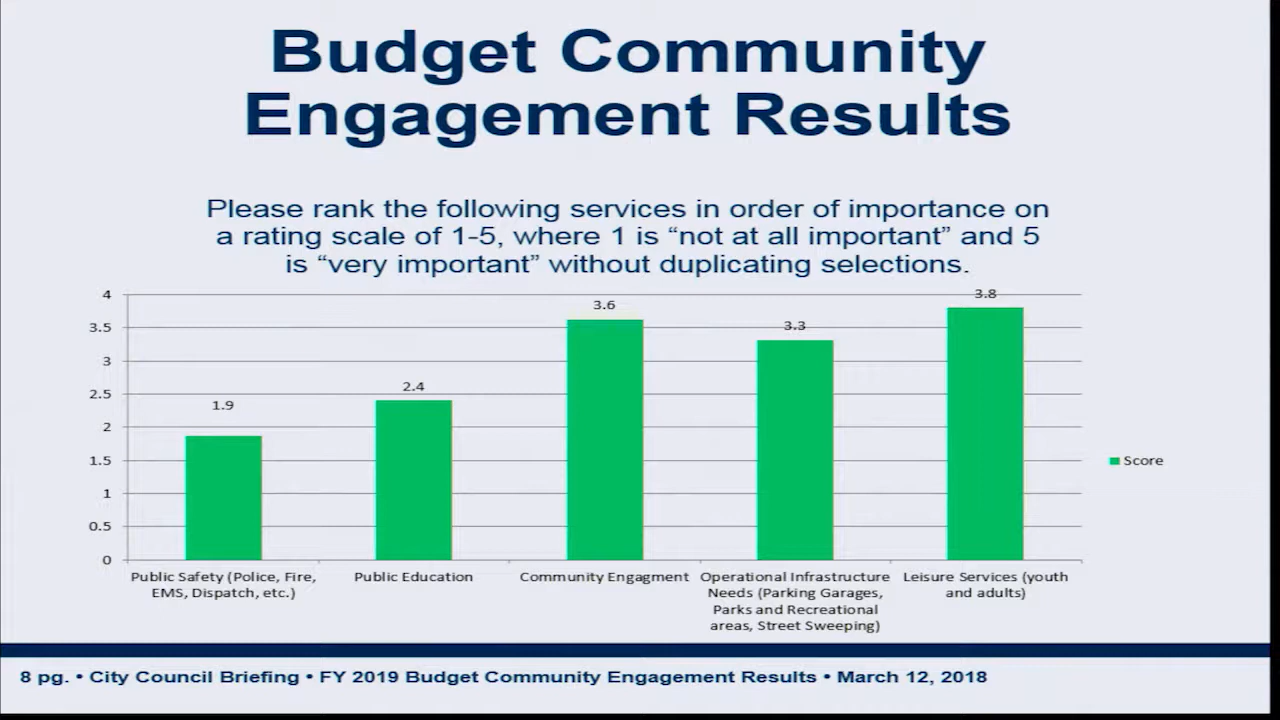 Budget Community
Engagement Results
Please rank the following services in order of importance on
a rating scale of 1-5, where 1 is “not at all important” and 5
is “very important” without duplicating selections.
4
3.5
3
2.5
2
1.5
1
0.5
0
1.9
2.4
3.6
3.3
3.8
Score
Public Safety (Police, Fire,
EMS, Dispatch, etc.)
Public Education
Community Engagment
Operational Infrastructure
Needs (Parking Garages,
Parks and Recreational
areas, Street Sweeping)
Leisure Services (youth
and adults)
8 pg. • City Council Briefing • FY 2019 Budget Community Engagement Results • March 12, 2018